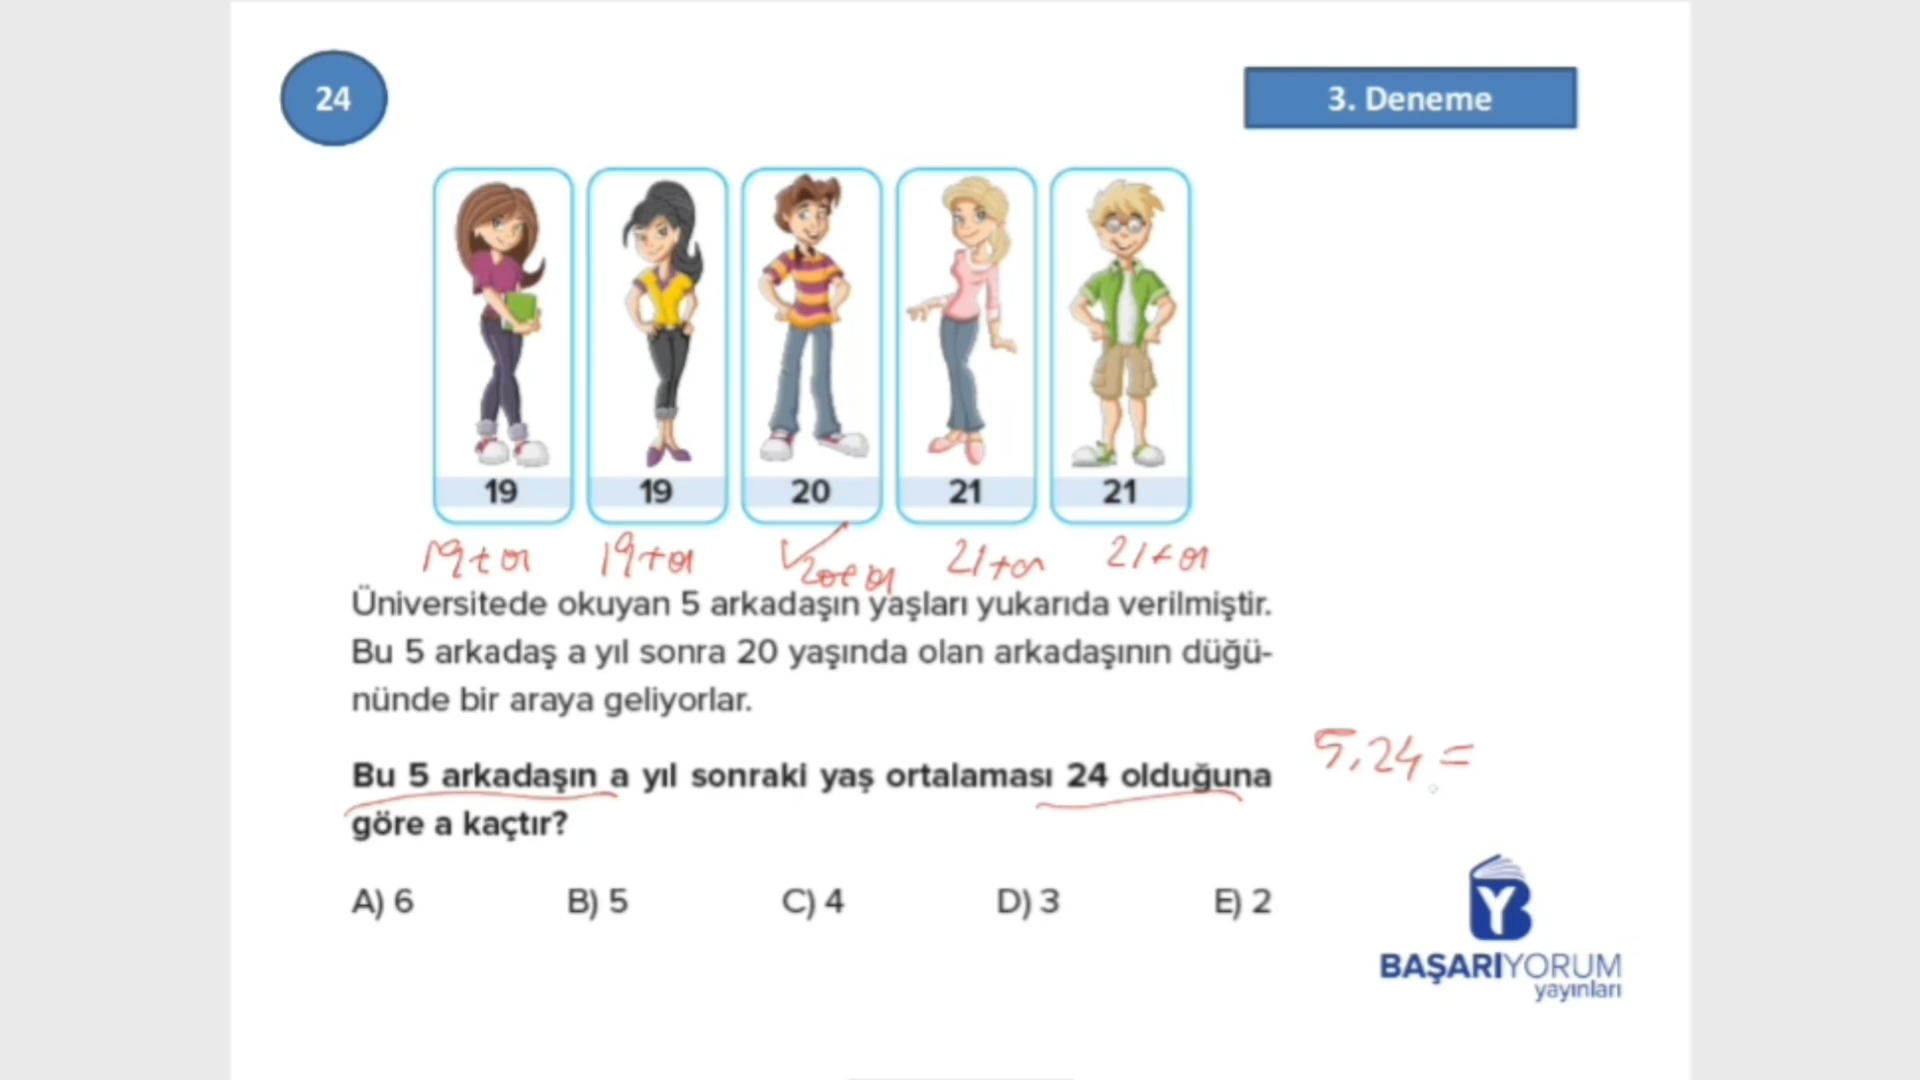 24
3. Deneme
19 19 20 21 21
19+a 19+a 20+a 21+a 21+a
Üniversitede okuyan 5 arkadaşın yaşları yukarıda verilmiştir.
Bu 5 arkadaş a yıl sonra 20 yaşında olan arkadaşının düğü-
nünde bir araya geliyorlar.
Bu 5 arkadaşın a yıl sonraki yaş ortalaması 24 olduğuna
göre a kaçtır?
5.24=
A) 6 B) 5 C) 4 D) 3 E) 2
BAŞARIYORUM
yayınları